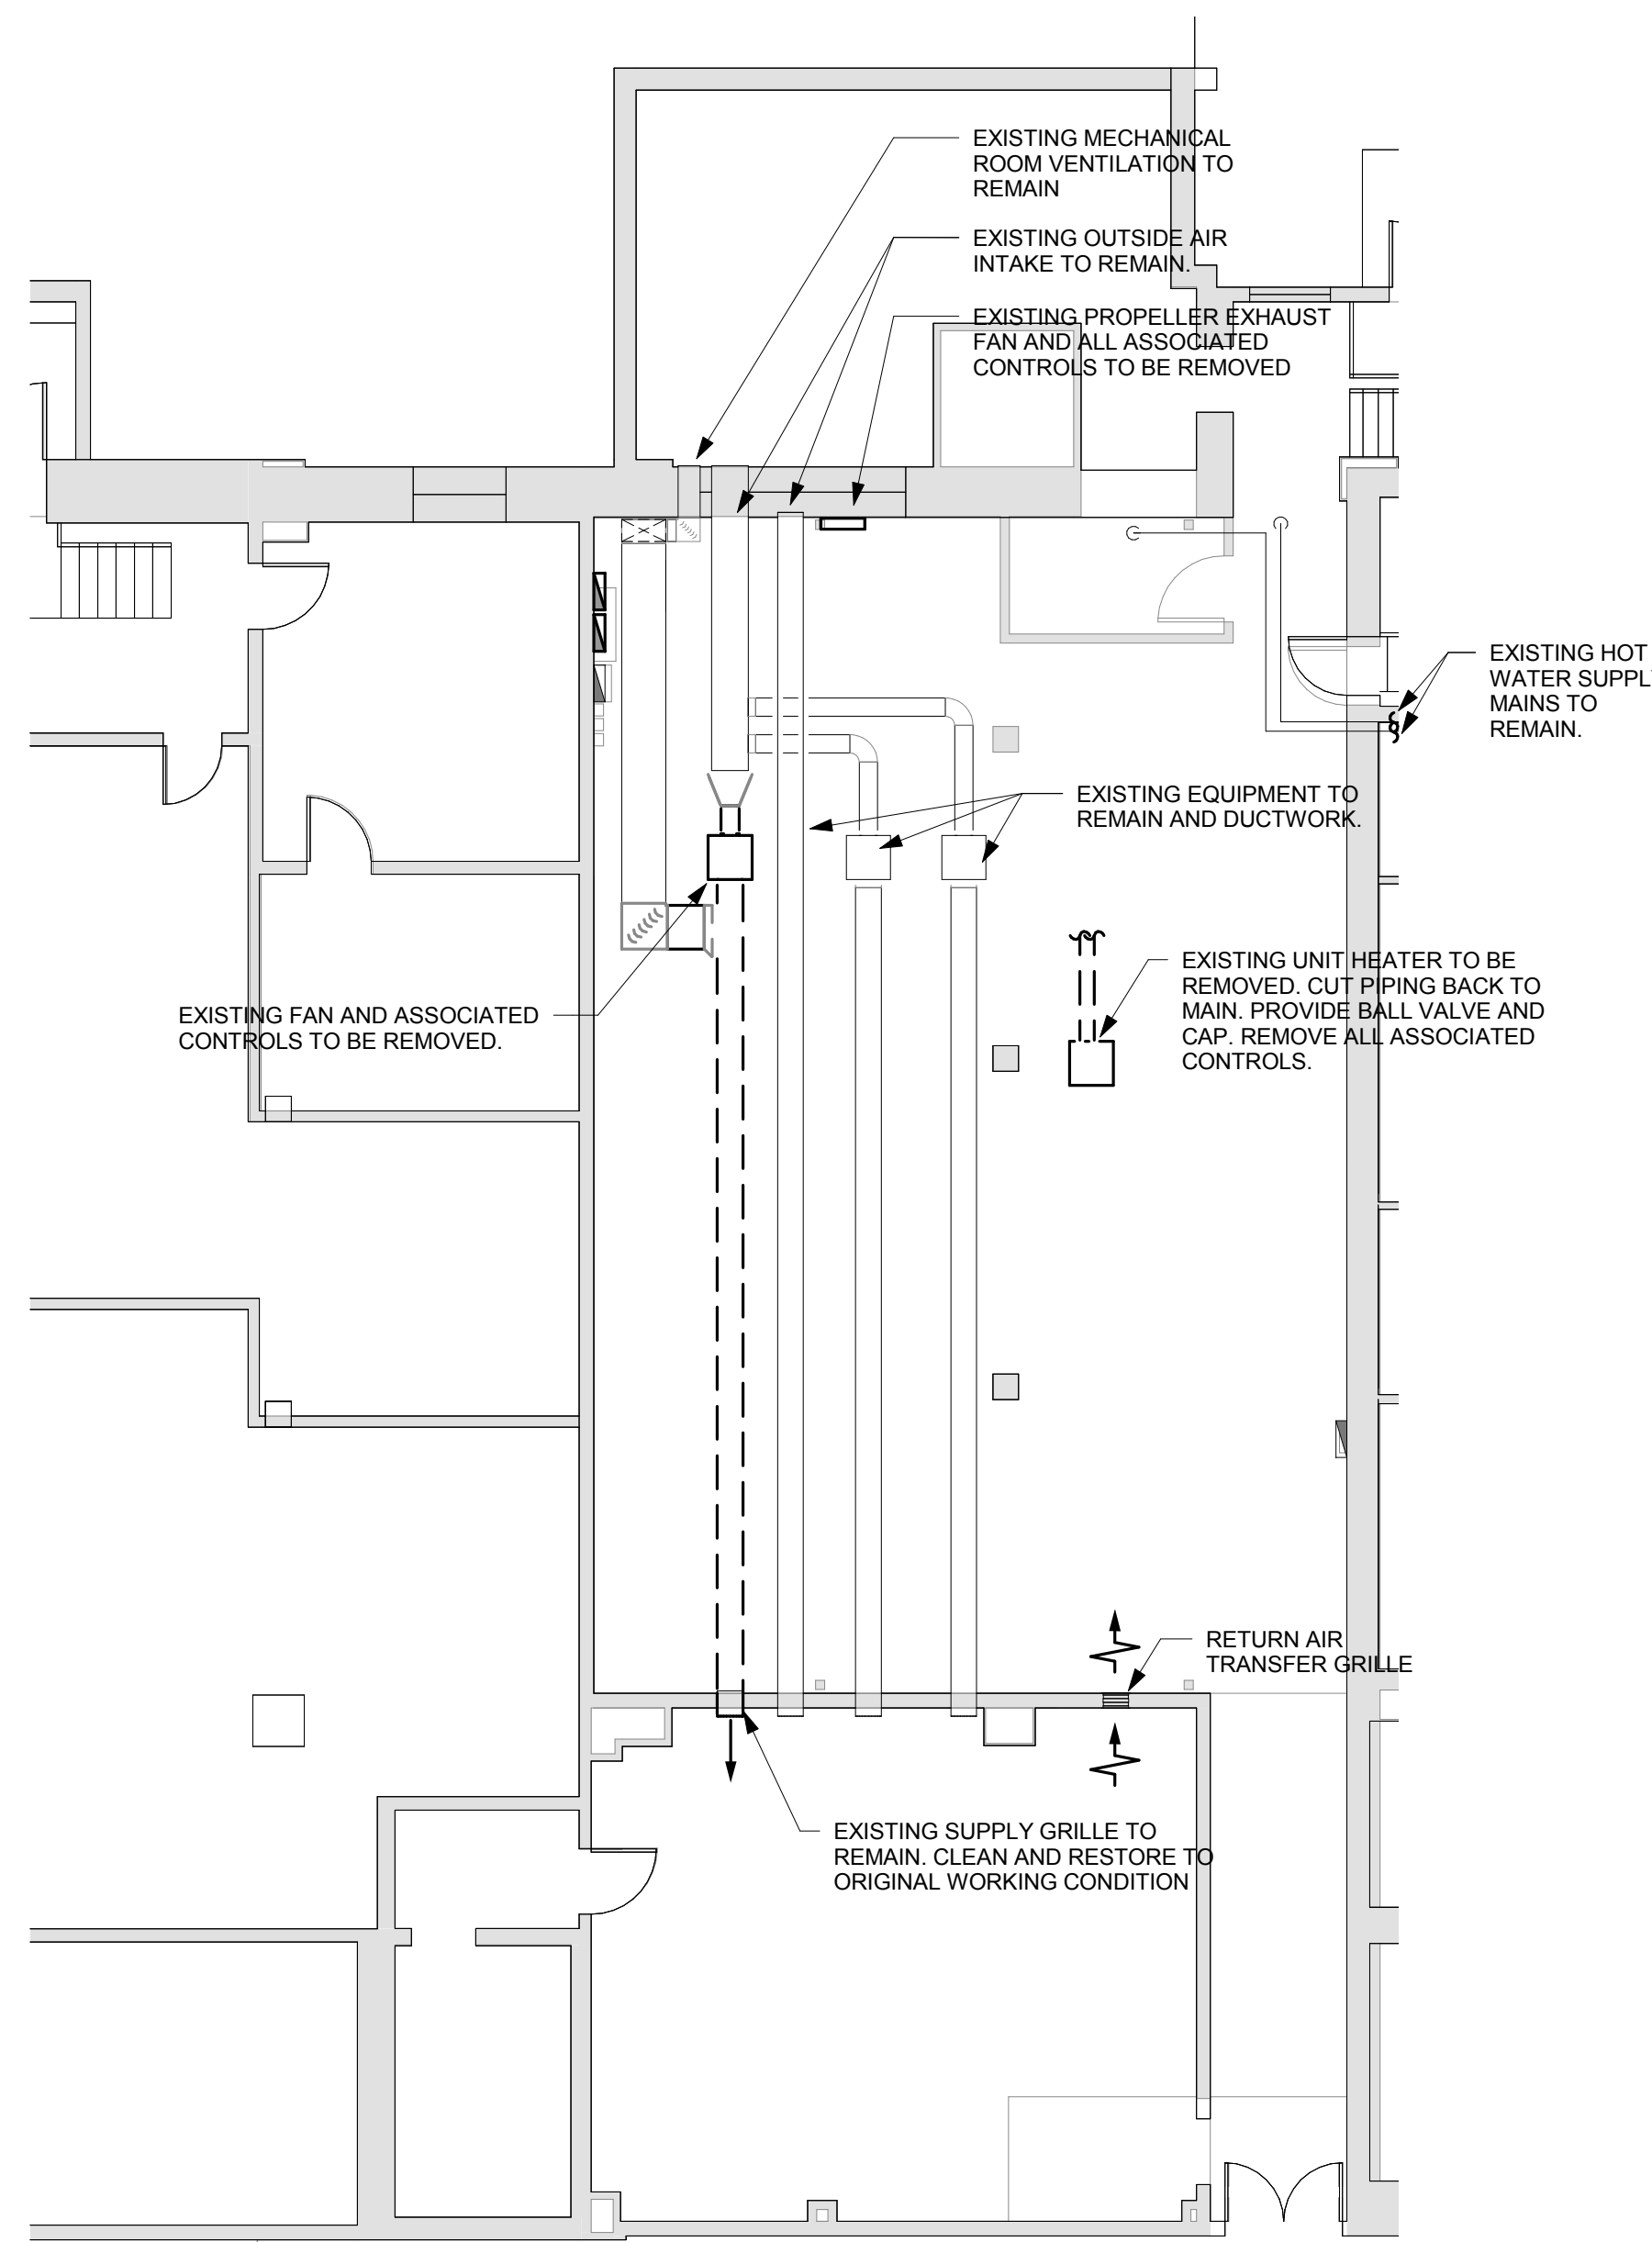 EXISTING MECHANICAL
ROOM VENTILATION TO
REMAIN
EXISTING OUTSIDE AIR
INTAKE TO REMAIN.
EXISTING PROPELLER EXHAUST
FAN AND ALL ASSOCIATED
CONTROLS TO BE REMOVED
EXISTING HOT
WATER SUPPLY
MAINS TO
REMAIN.
EXISTING EQUIPMENT TO
REMAIN AND DUCTWORK.
EXISTING UNIT HEATER TO BE
REMOVED. CUT PIPING BACK TO
MAIN. PROVIDE BALL VALVE AND
CAP. REMOVE ALL ASSOCIATED
CONTROLS.
EXISTING FAN AND ASSOCIATED
CONTROLS TO BE REMOVED.
RETURN AIR
TRANSFER GRILLE
EXISTING SUPPLY GRILLE TO
REMAIN. CLEAN AND RESTORE TO
ORIGINAL WORKING CONDITION